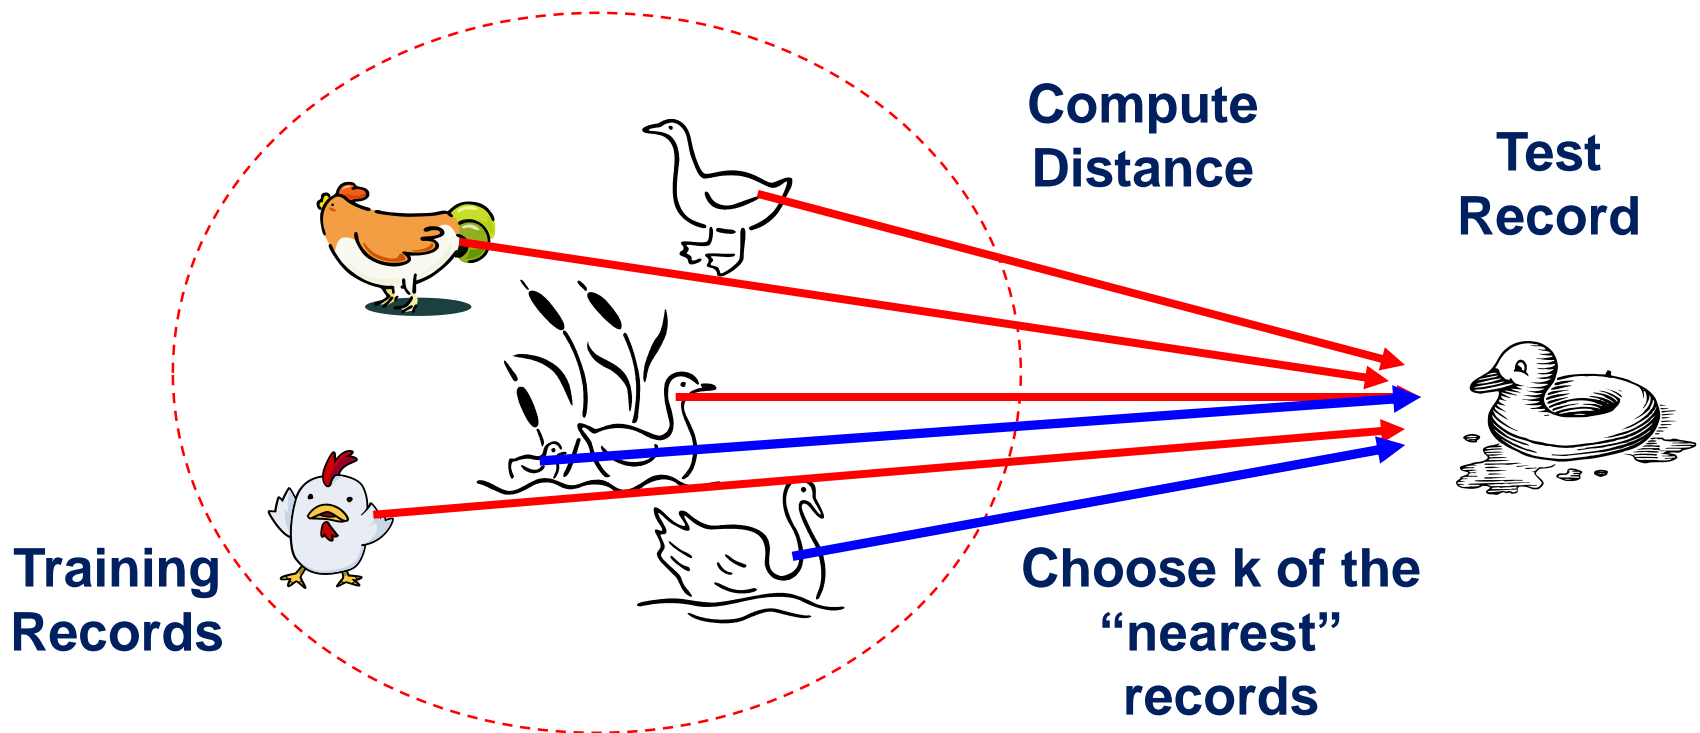 Compute
Distance
Test
Record
Training
Records
Choose k of the
“nearest”
records